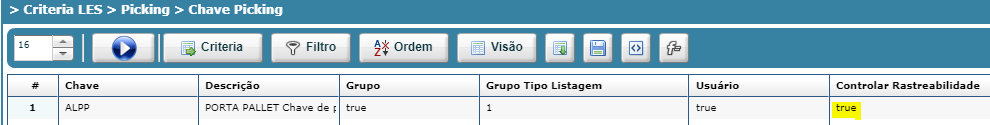 > Criteria LES > Picking > Chave Picking
16 Criteria Filtro AZ Ordem Visão
# Chave Descrição Grupo Grupo Tipo Listagem Usuário Controlar Rastreabilidade
1 ALPP PORTA PALLET Chave de p true 1 true true